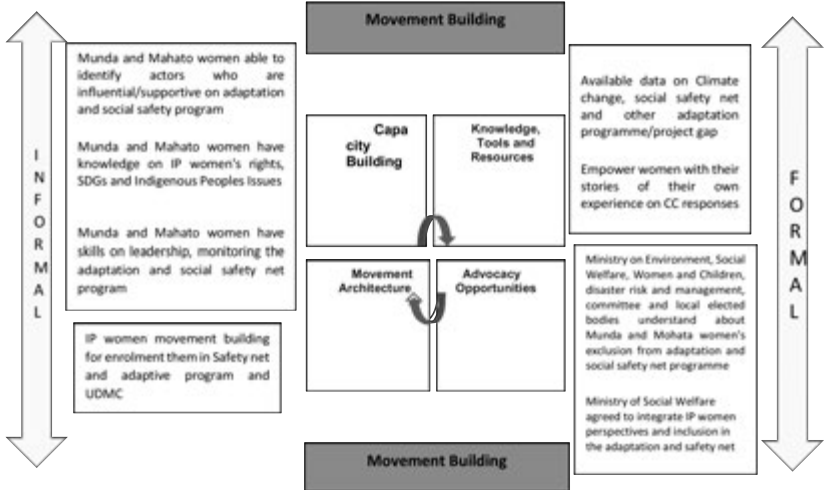 Movement Building
I
N
F
O
R
M
A
L
Munda and Mahato women able to
identify actors who are
influential/supportive on adaptation
and social safety program
Munda and Mahato women have
knowledge on IP women's rights,
SDGs and Indigenous Peoples Issues
Munda and Mahato women have
skills on leadership, monitoring the
adaptation and social safety net
program
IP women movement building
for enrolment them in Safety net
and adaptive program and
UDMC
Capa
city
Building
Knowledge,
Tools and
Resources
Movement
Architecture
Advocacy
Opportunities
Available data on Climate
change, social safety net
and other adaptation
programme/project gap
Empower women with their
stories of their own
experience on CC responses
Ministry on Environment, Social
Welfare, Women and Children,
disaster risk and management,
committee and local elected
bodies understand about
Munda and Mohata women's
exclusion from adaptation and
social safety net programme
Ministry of Social Welfare
agreed to integrate IP women
perspectives and inclusion in
the adaptation and safety net
F
O
R
M
A
L
Movement Building